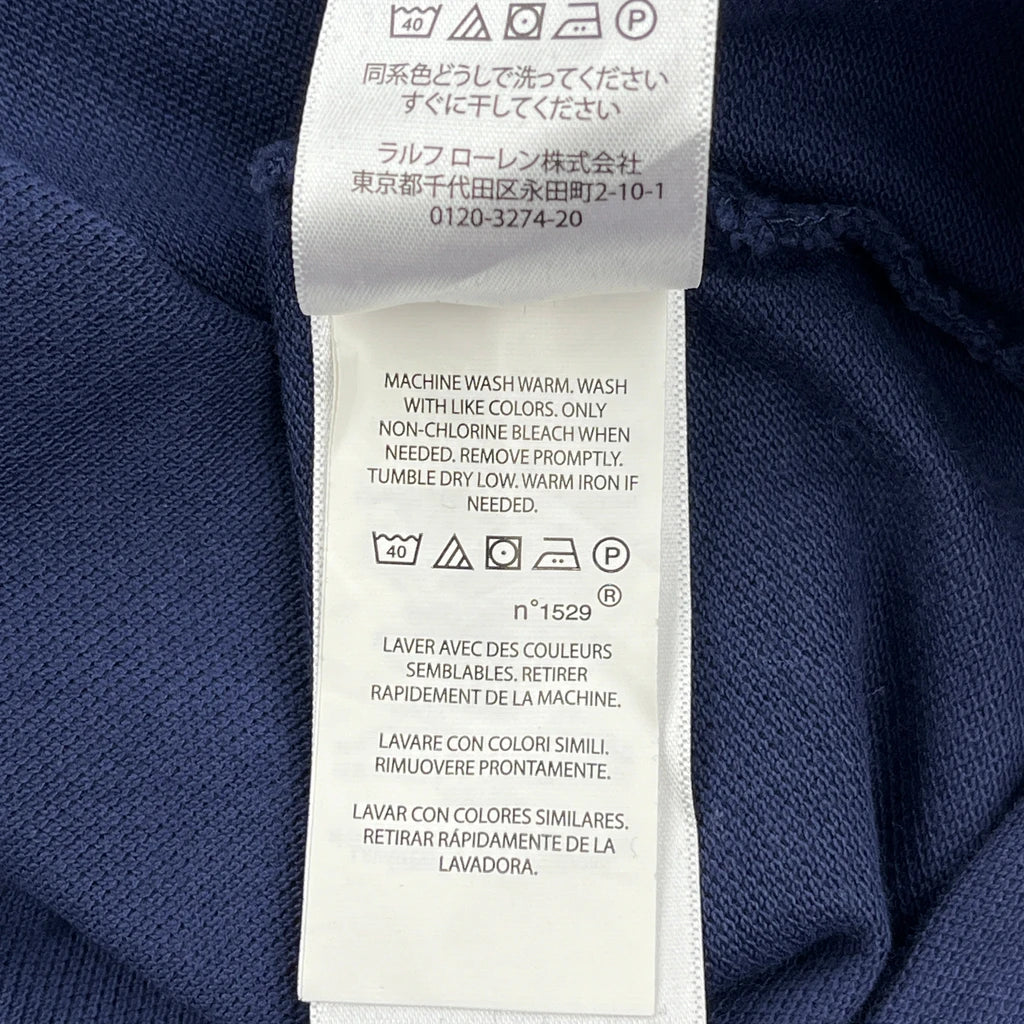 40 P
同系色どうしで洗ってください
すぐに干してください
ラルフ ローレン株式会社
東京都千代田区永田町2-10-1
0120-3274-20
MACHINE WASH WARM. WASH
WITH LIKE COLORS. ONLY
NON-CHLORINE BLEACH WHEN
NEEDED. REMOVE PROMPTLY.
TUMBLE DRY LOW. WARM IRON IF
NEEDED.
40 P
n°1529 ®
LAVER AVEC DES COULEURS
SEMBLABLES. RETIRER
RAPIDEMENT DE LA MACHINE.
LAVARE CON COLORI SIMILI.
RIMUOVERE PRONTAMENTE.
LAVAR CON COLORES SIMILARES.
RETIRAR RÁPIDAMENTE DE LA
LAVADORA.